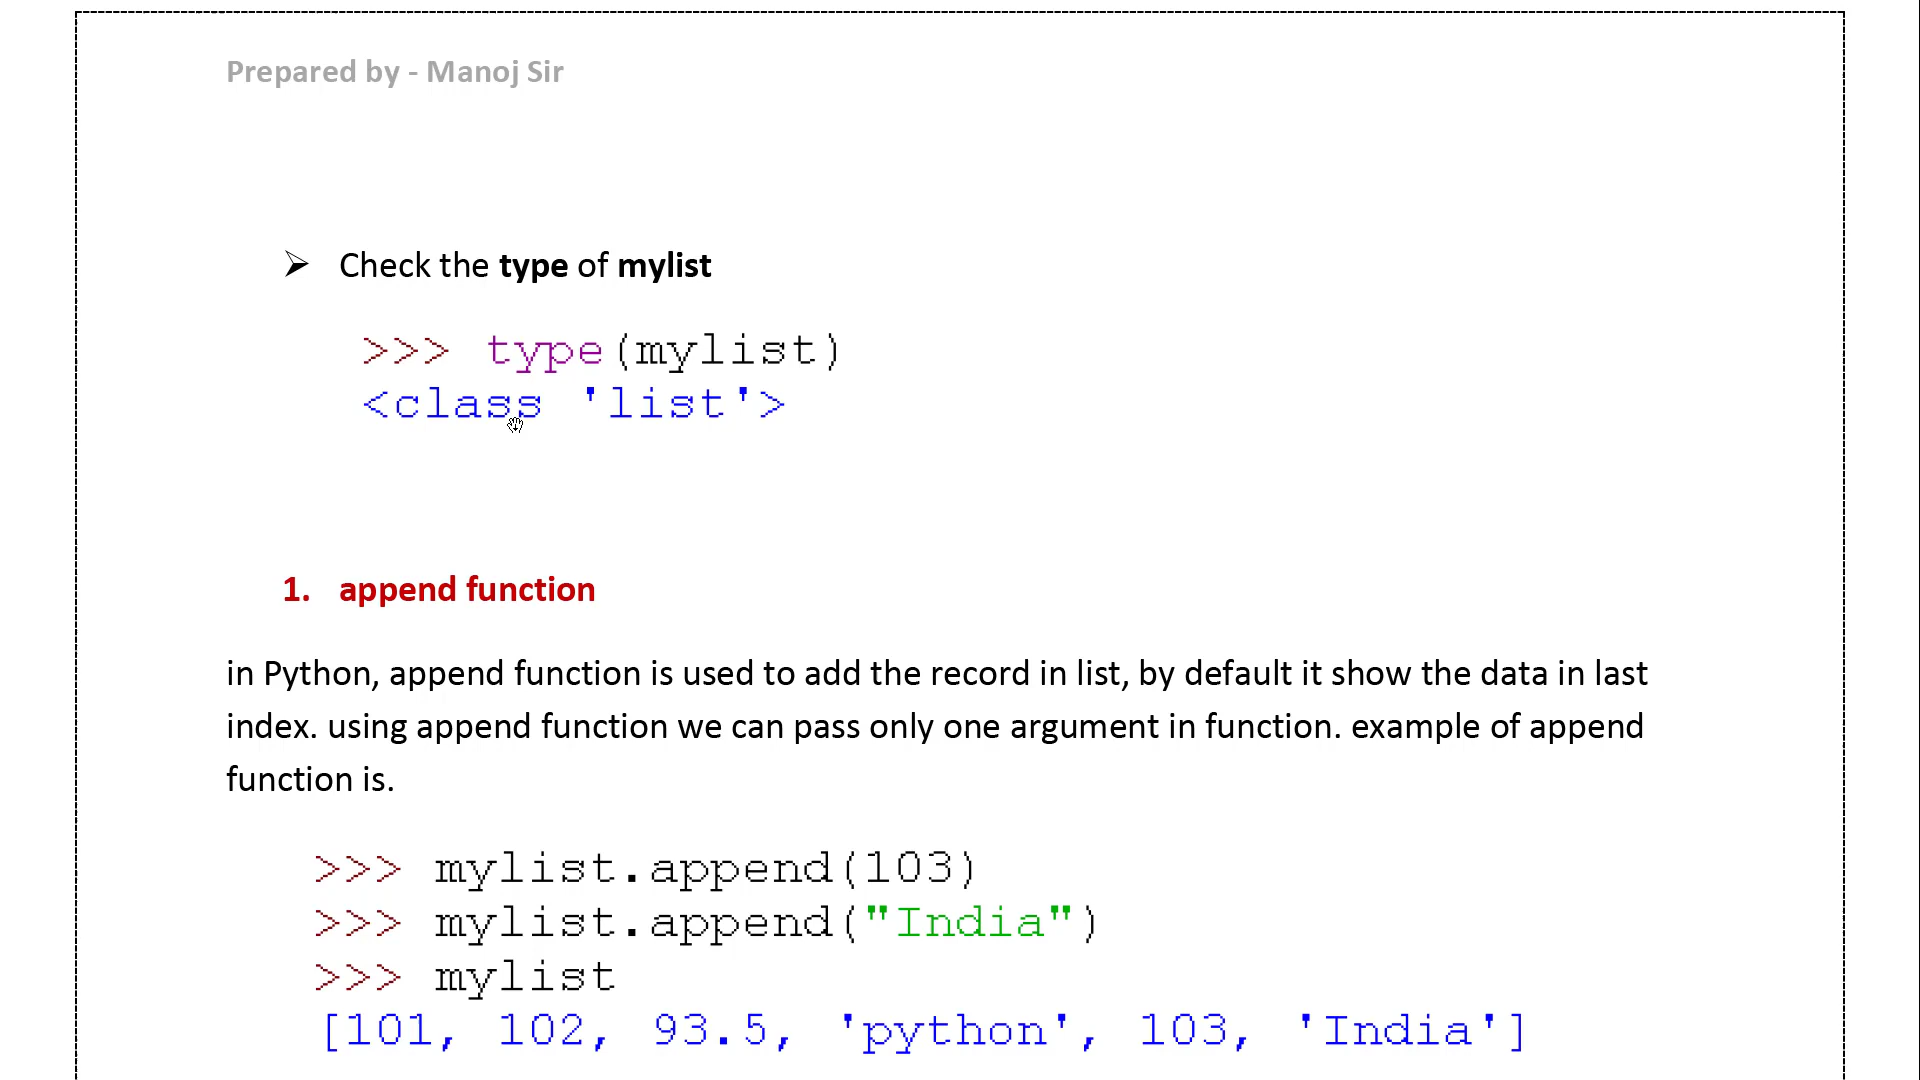 Prepared by - Manoj Sir
➢ Check the type of mylist
>>> type(mylist)
<class 'list'>
1. append function
in Python, append function is used to add the record in list, by default it show the data in last
index. using append function we can pass only one argument in function. example of append
function is.
>>> mylist.append(103)
>>> mylist.append("India")
>>> mylist
[101, 102, 93.5, 'python', 103, 'India']